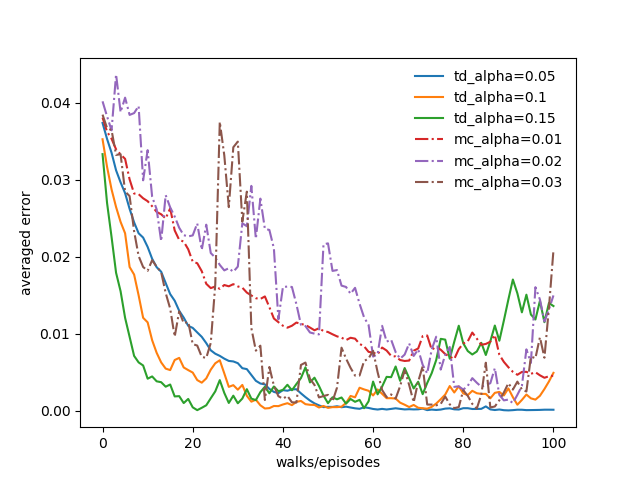 0.04
0.03
0.02
0.01
0.00
averaged error
td_alpha=0.05
td_alpha=0.1
td_alpha=0.15
mc_alpha=0.01
mc_alpha=0.02
mc_alpha=0.03
0
20
40
60
80
100
walks/episodes